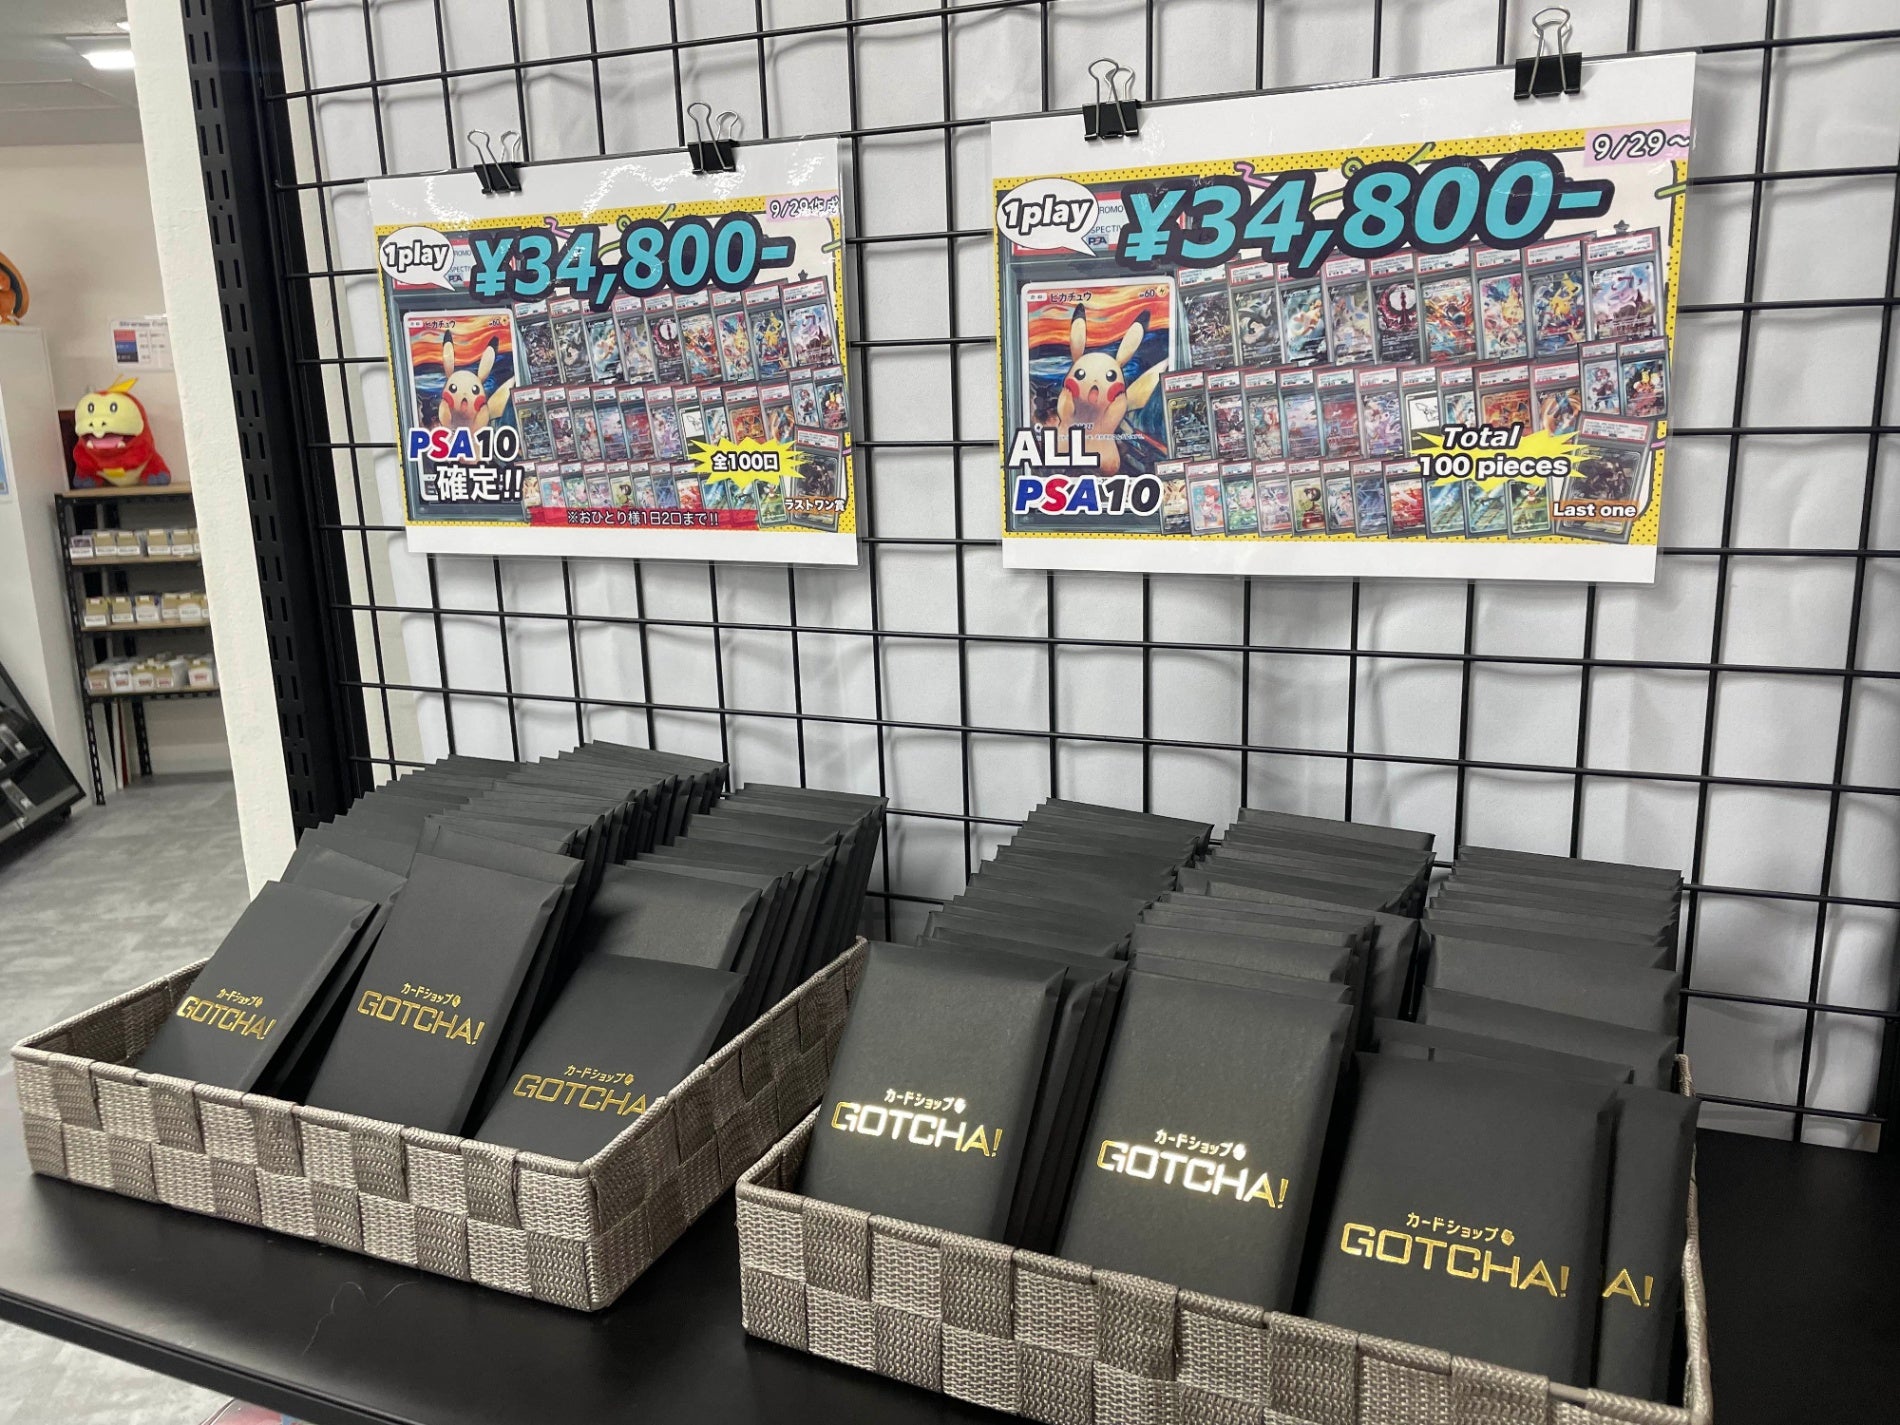 9/29作成
1play
¥34,800-
ピカチュウ
60
PSA10
確定!!
全100口
ラストワン賞
※おひとり様1日2口まで!!
9/29～
1play
¥34,800-
PSA
ピカチュウ
60
ALL
PSA10
Total
100 pieces
Last one
カードショップ
GOTCHA!
カードショップ
GOTCHA!
カードショップ
GOTCHA
カードショップ
GOTCHA!
カードショップ
GOTCHA!
カードショップ
GOTCHA!
A!